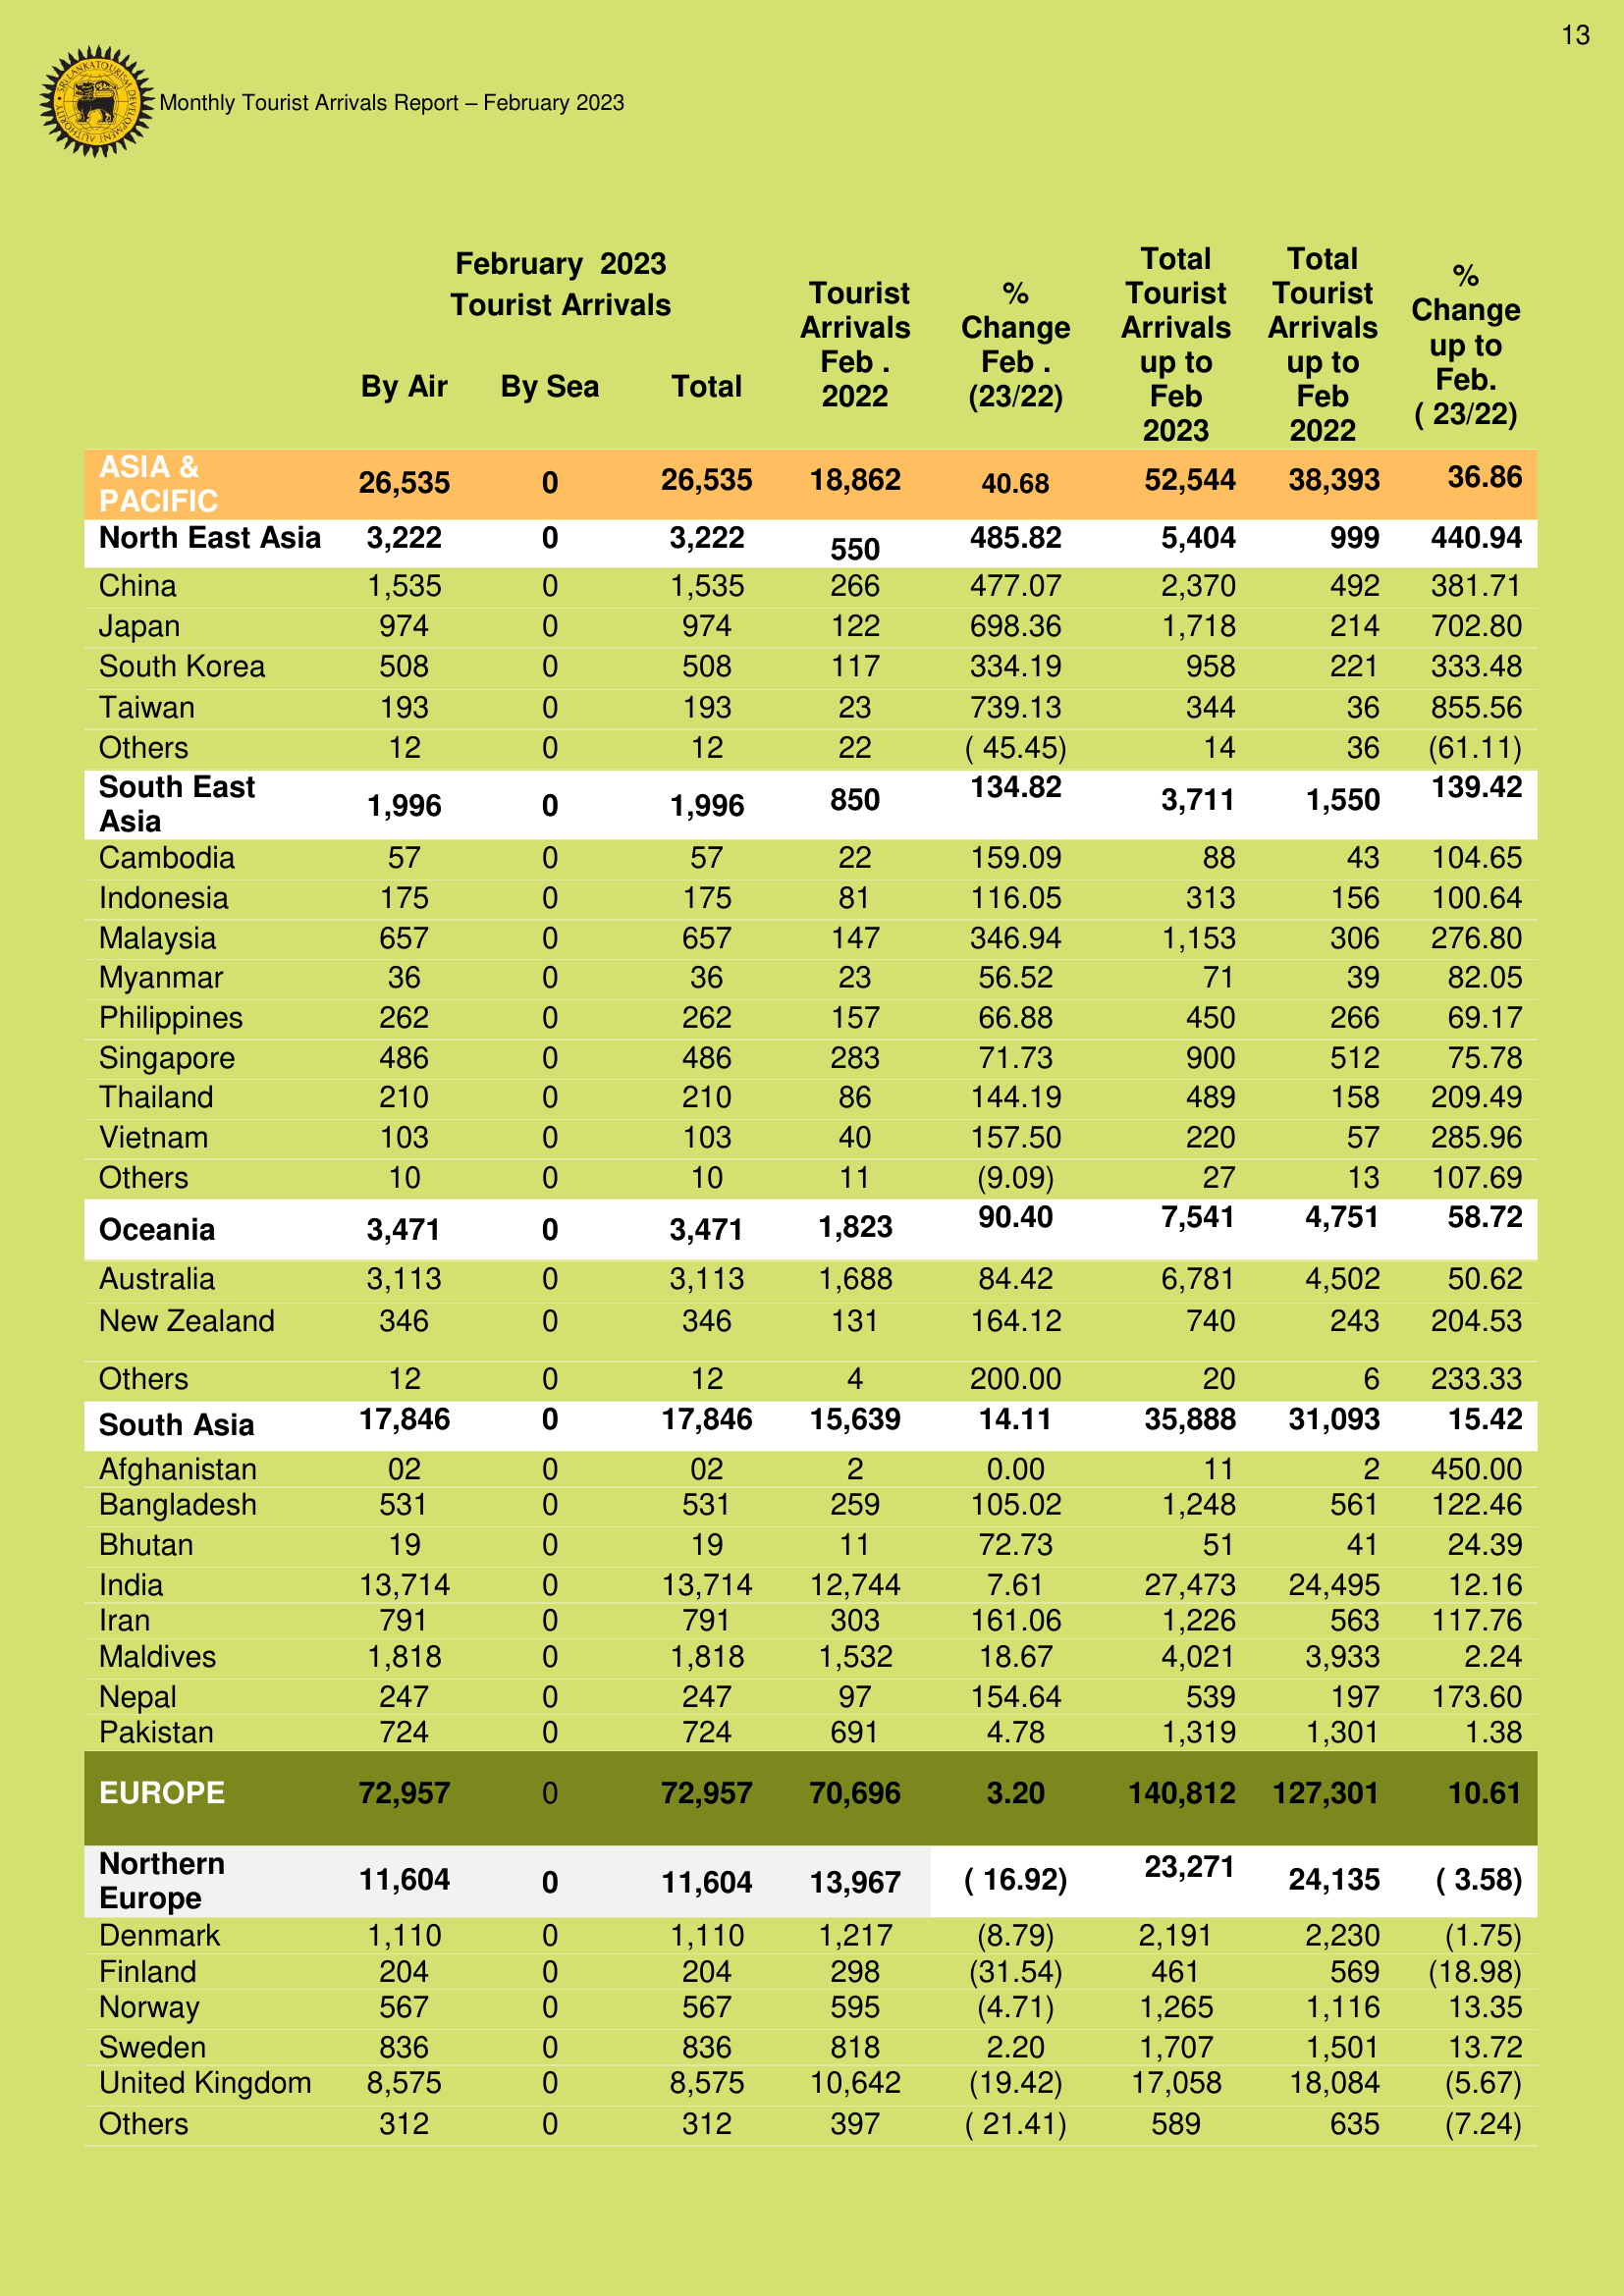 13
SRI LANKA TOURISM DEVELOPMENT AUTHORITY
Monthly Tourist Arrivals Report – February 2023
February 2023
Tourist Arrivals
By Air By Sea Total
Tourist
Arrivals
Feb .
2022
%
Change
Feb .
(23/22)
Total
Tourist
Arrivals
up to
Feb
2023
Total
Tourist
Arrivals
up to
Feb
2022
%
Change
up to
Feb.
( 23/22)
ASIA &
PACIFIC 26,535 0 26,535 18,862 40.68 52,544 38,393 36.86
North East Asia 3,222 0 3,222 550 485.82 5,404 999 440.94
China 1,535 0 1,535 266 477.07 2,370 492 381.71
Japan 974 0 974 122 698.36 1,718 214 702.80
South Korea 508 0 508 117 334.19 958 221 333.48
Taiwan 193 0 193 23 739.13 344 36 855.56
Others 12 0 12 22 ( 45.45) 14 36 (61.11)
South East
Asia 1,996 0 1,996 850 134.82 3,711 1,550 139.42
Cambodia 57 0 57 22 159.09 88 43 104.65
Indonesia 175 0 175 81 116.05 313 156 100.64
Malaysia 657 0 657 147 346.94 1,153 306 276.80
Myanmar 36 0 36 23 56.52 71 39 82.05
Philippines 262 0 262 157 66.88 450 266 69.17
Singapore 486 0 486 283 71.73 900 512 75.78
Thailand 210 0 210 86 144.19 489 158 209.49
Vietnam 103 0 103 40 157.50 220 57 285.96
Others 10 0 10 11 (9.09) 27 13 107.69
Oceania 3,471 0 3,471 1,823 90.40 7,541 4,751 58.72
Australia 3,113 0 3,113 1,688 84.42 6,781 4,502 50.62
New Zealand 346 0 346 131 164.12 740 243 204.53
Others 12 0 12 4 200.00 20 6 233.33
South Asia 17,846 0 17,846 15,639 14.11 35,888 31,093 15.42
Afghanistan 02 0 02 2 0.00 11 2 450.00
Bangladesh 531 0 531 259 105.02 1,248 561 122.46
Bhutan 19 0 19 11 72.73 51 41 24.39
India 13,714 0 13,714 12,744 7.61 27,473 24,495 12.16
Iran 791 0 791 303 161.06 1,226 563 117.76
Maldives 1,818 0 1,818 1,532 18.67 4,021 3,933 2.24
Nepal 247 0 247 97 154.64 539 197 173.60
Pakistan 724 0 724 691 4.78 1,319 1,301 1.38
EUROPE 72,957 0 72,957 70,696 3.20 140,812 127,301 10.61
Northern
Europe 11,604 0 11,604 13,967 ( 16.92) 23,271 24,135 ( 3.58)
Denmark 1,110 0 1,110 1,217 (8.79) 2,191 2,230 (1.75)
Finland 204 0 204 298 (31.54) 461 569 (18.98)
Norway 567 0 567 595 (4.71) 1,265 1,116 13.35
Sweden 836 0 836 818 2.20 1,707 1,501 13.72
United Kingdom 8,575 0 8,575 10,642 (19.42) 17,058 18,084 (5.67)
Others 312 0 312 397 ( 21.41) 589 635 (7.24)